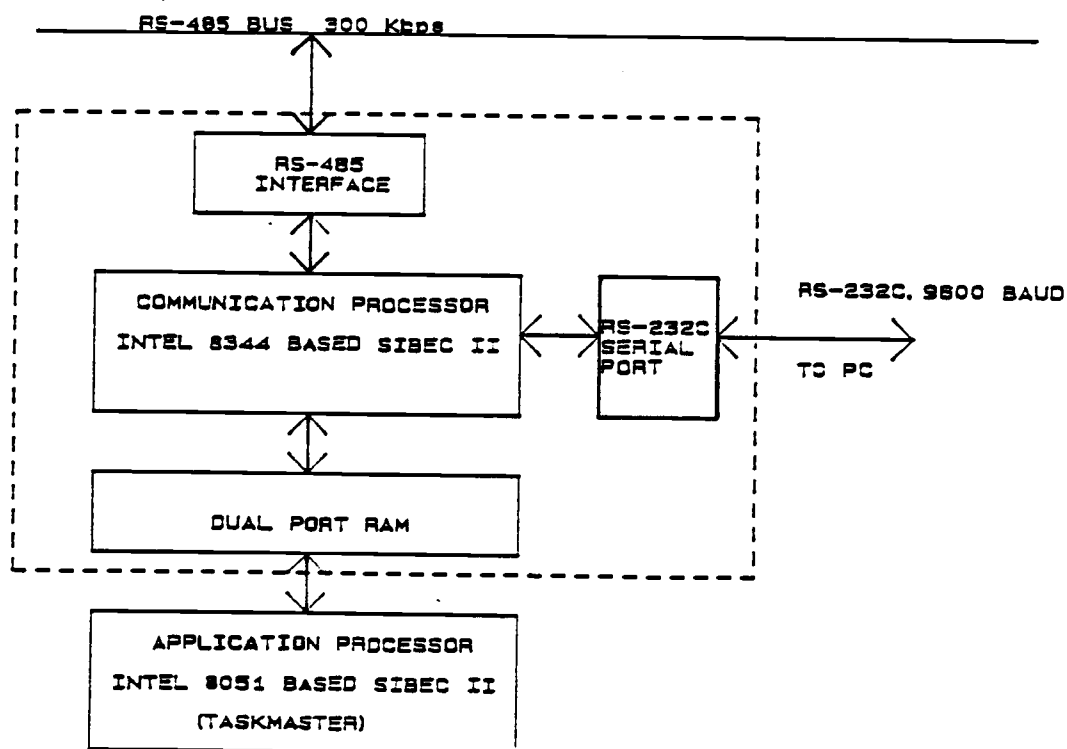 RS-485 BUS 300 Kbps
RS-485
INTERFACE
COMMUNICATION PROCESSOR
INTEL 8344 BASED SIBEC II
RS-232C
SERIAL
PORT
RS-232C, 9600 BAUD
TO PC
DUAL PORT RAM
APPLICATION PROCESSOR
INTEL 8051 BASED SIBEC II
(TASKMASTER)